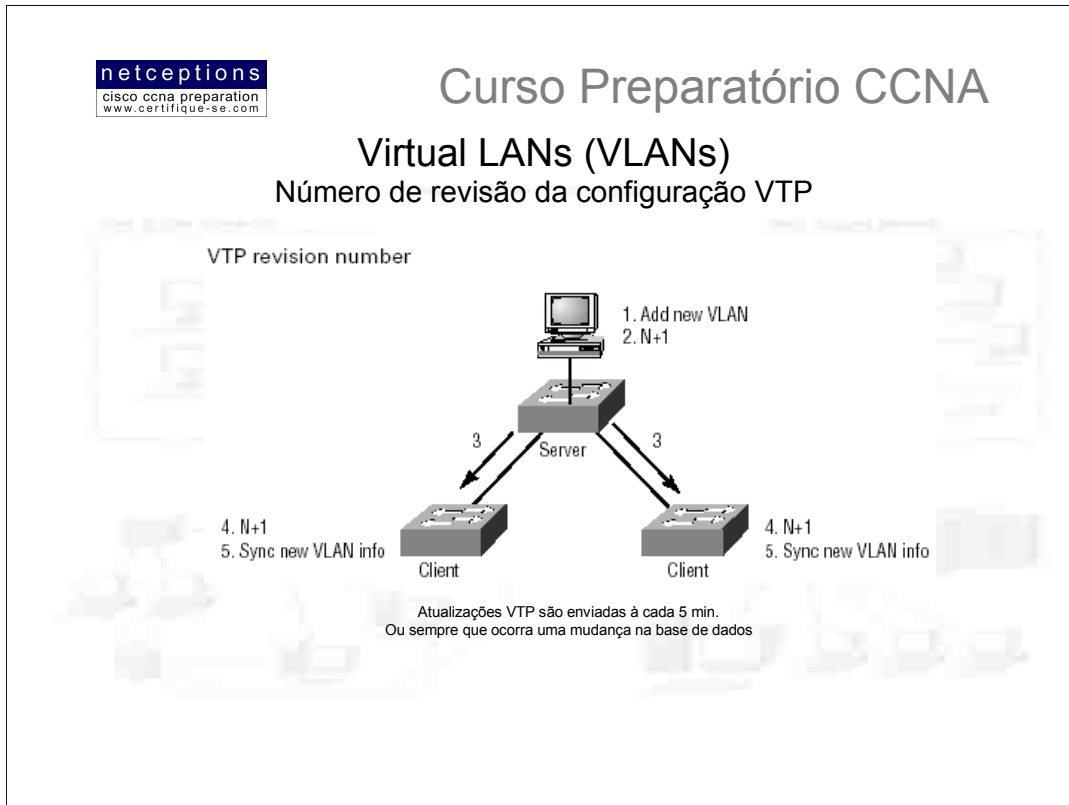 netceptions
cisco ccna preparation
www.certifique-se.com
Curso Preparatório CCNA
Virtual LANs (VLANs)
Número de revisão da configuração VTP
VTP revision number
1. Add new VLAN
2. N+1
3
3
Server
4. N+1
5. Sync new VLAN info
Client
4. N+1
5. Sync new VLAN info
Client
Atualizações VTP são enviadas à cada 5 min.
Ou sempre que ocorra uma mudança na base de dados